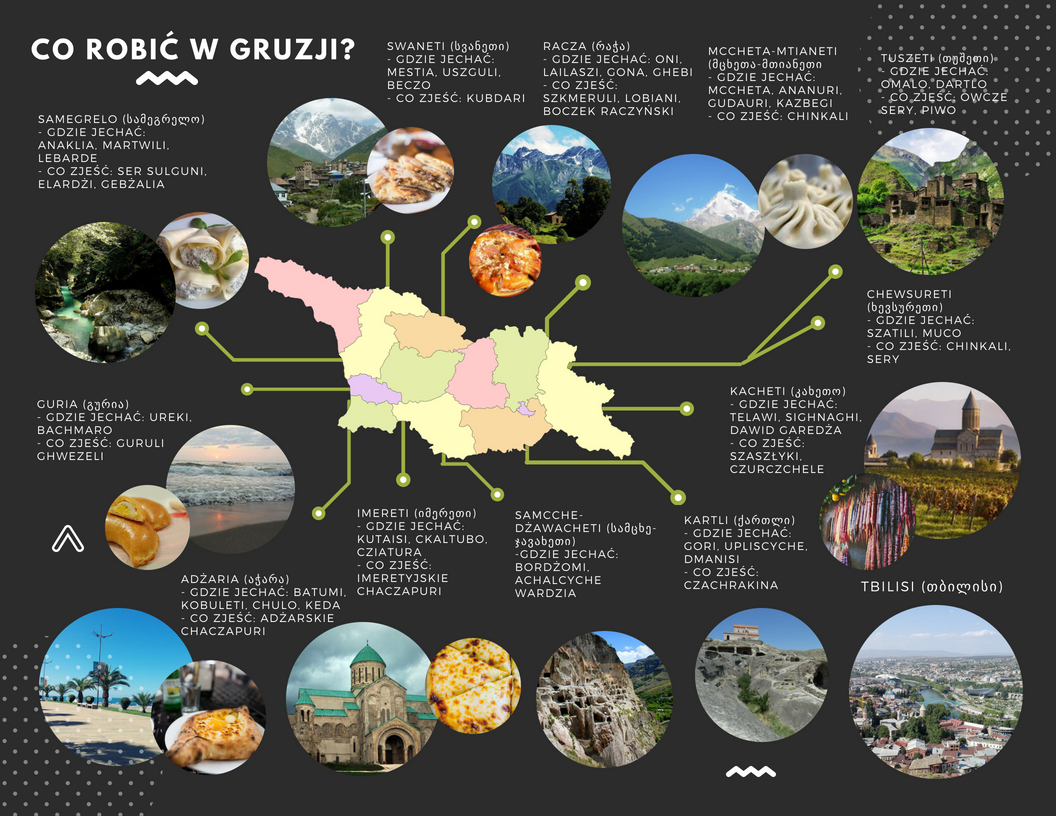 CO ROBIĆ W GRUZJI?
SWANETI (სვანეთი)
- GDZIE JECHAĆ:
MESTIA, USZGULI,
BECZO
- CO ZJEŚĆ: KUBDARI
RACZA (რაჭა)
- GDZIE JECHAĆ: ONI,
LAILASZI, GONA, GHEBI
- CO ZJEŚĆ:
SZKMERULI, LOBIANI,
BOCZEK RACZYŃSKI
MCCHETA-MTIANETI
(მცხეთა-მთიანეთი
- GDZIE JECHAĆ:
MCCHETA, ANANURI,
GUDAURI, KAZBEGI
- CO ZJEŚĆ: CHINKALI
TUSZETI (თუშეთი)
- GDZIE JECHAĆ:
OMALO, DARTLO
- CO ZJEŚĆ: OWCZE
SERY, PIWO
SAMEGRELO (სამეგრელო)
- GDZIE JECHAĆ:
ANAKLIA, MARTWILI,
LEBARDE
- CO ZJEŚĆ: SER SULGUNI,
ELARDŻI, GEBŻALIA
CHEWSURETI
(ხევსურეთი)
- GDZIE JECHAĆ:
SZATILI, MUCO
- CO ZJEŚĆ: CHINKALI,
SERY
GURIA (გურია)
- GDZIE JECHAĆ: UREKI,
BACHMARO
- CO ZJEŚĆ: GURULI
GHWEZELI
KACHETI (კახეთო)
- GDZIE JECHAĆ:
TELAWI, SIGHNAGHI,
DAWID GAREDŻA
- CO ZJEŚĆ:
SZASZŁYKI,
CZURCZCHELE
IMERETI (იმერეთი)
- GDZIE JECHAĆ:
KUTAISI, CKALTUBO,
CZIATURA
- CO ZJEŚĆ:
IMERETYJSKIE
CHACZAPURI
SAMCCHE-
DŻAWACHETI (სამცხე-
ჯავახეთი)
-GDZIE JECHAĆ:
BORDŻOMI,
ACHALCYCHE
WARDZIA
KARTLI (ქართლი)
- GDZIE JECHAĆ:
GORI, UPLISCYCHE,
DMANISI
- CO ZJEŚĆ:
CZACHRAKINA
ADŻARIA (აჭარა)
- GDZIE JECHAĆ: BATUMI,
KOBULETI, CHULO, KEDA
- CO ZJEŚĆ: ADŻARSKIE
CHACZAPURI
TBILISI (თბილისი)